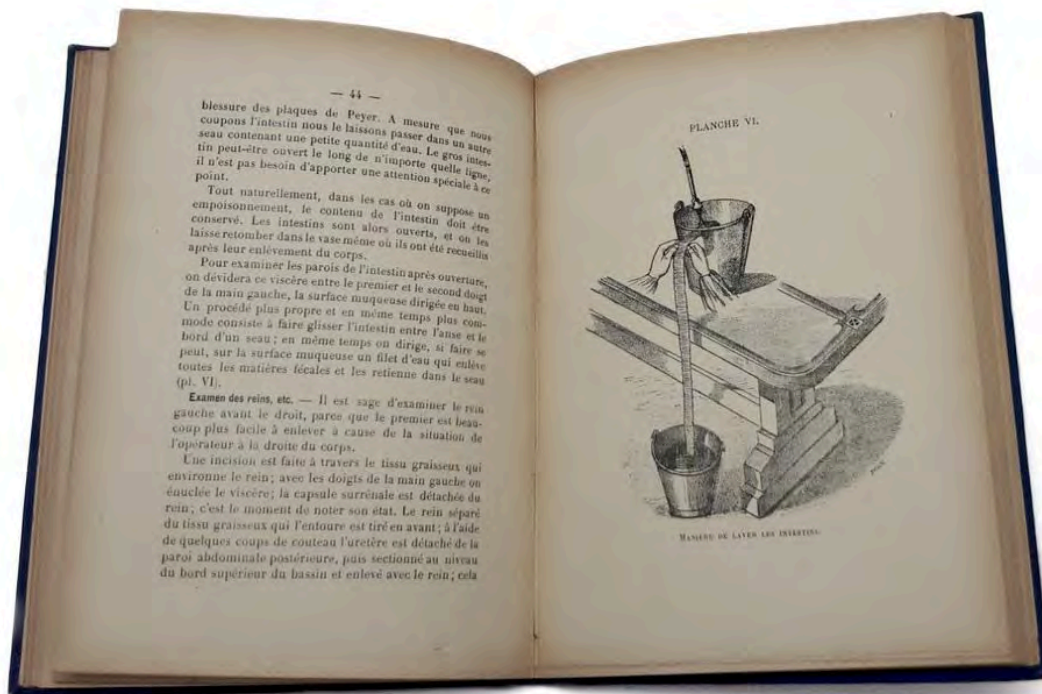 — 44 —
blessure des plaques de Peyer. A mesure que nous
coupons l'intestin nous le laissons passer dans un autre
seau contenant une petite quantité d'eau. Le gros intes-
tin peut-être ouvert le long de n'importe quelle ligne,
il n'est pas besoin d'apporter une attention spéciale à ce
point.
Tout naturellement, dans les cas où on suppose un
empoisonnement, le contenu de l'intestin doit être
conservé. Les intestins sont alors ouverts, et on les
laisse retomber dans le vase même où ils ont été recueillis
après leur enlèvement du corps.
Pour examiner les parois de l'intestin après ouverture,
on dévidera ce viscère entre le premier et le second doigt
de la main gauche, la surface muqueuse dirigée en haut.
Un procédé plus propre et en même temps plus com-
mode consiste à faire glisser l'intestin entre l'anse et le
bord d'un seau ; en même temps on dirige, si faire se
peut, sur la surface muqueuse un filet d'eau qui enlève
toutes les matières fécales et les retienne dans le seau
(pl. VI).
Examen des reins, etc. — Il est sage d'examiner le rein
gauche avant le droit, parce que le premier est beau-
coup plus facile à enlever à cause de la situation de
l'opérateur à la droite du corps.
Une incision est faite à travers le tissu graisseux qui
environne le rein ; avec les doigts de la main gauche on
énuclée le viscère ; la capsule surrénale est détachée du
rein ; c'est le moment de noter son état. Le rein séparé
du tissu graisseux qui l'entoure est tiré en avant ; à l'aide
de quelques coups de couteau l'uretère est détaché de la
paroi abdominale postérieure, puis sectionné au niveau
du bord supérieur du bassin et enlevé avec le rein ; cela
PLANCHE VI.
MANIÈRE DE LAVER LES INTESTINS.